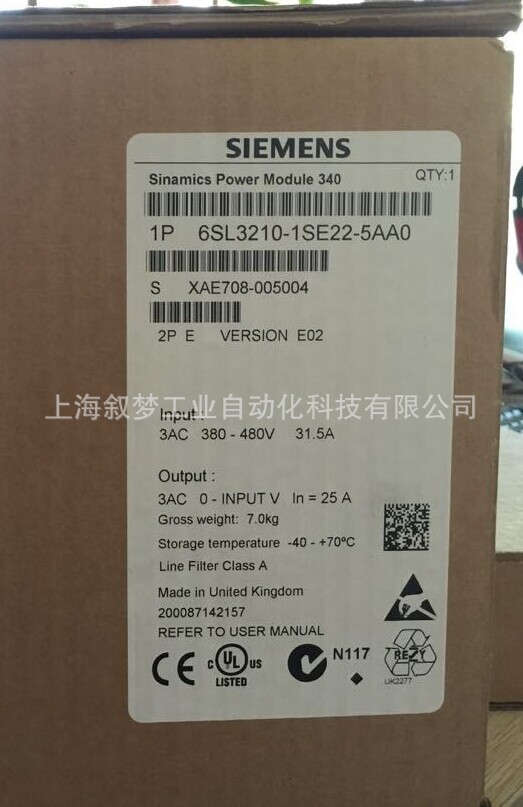 SIEMENS
Sinamics Power Module 340 QTY:1
1P 6SL3210-1SE22-5AA0
S XAE708-005004
2P E VERSION E02
上海叙梦工业自动化科技有限公司
Input :
3AC 380 - 480V 31.5A
Output :
3AC 0 - INPUT V In = 25 A
Gross weight: 7.0kg
Storage temperature -40 - +70ºC
Line Filter Class A
Made in United Kingdom
200087142157
REFER TO USER MANUAL
CE c UL US LISTED N117 REZY
UK2277